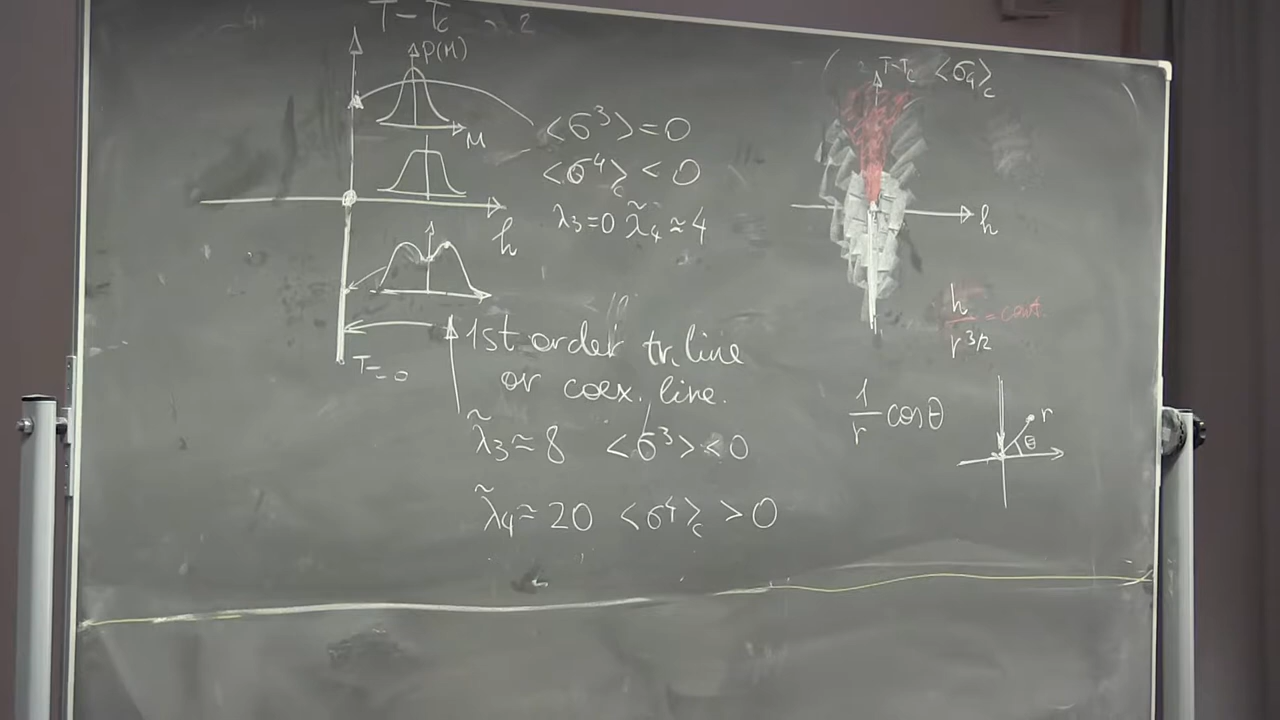 T - Tc
P(M)
M
h
T=0
<σ³> = 0
<σ⁴>c < 0
λ₃=0 λ̃₄ ≈ 4
1st order tr. line
or coex. line.
λ̃₃ ≈ 8 <σ³> < 0
λ̃₄ ≈ 20 <σ⁴>c > 0
T-Tc <σ₄>c
h
h/r^3/2 = const
1/r cosθ
r
θ